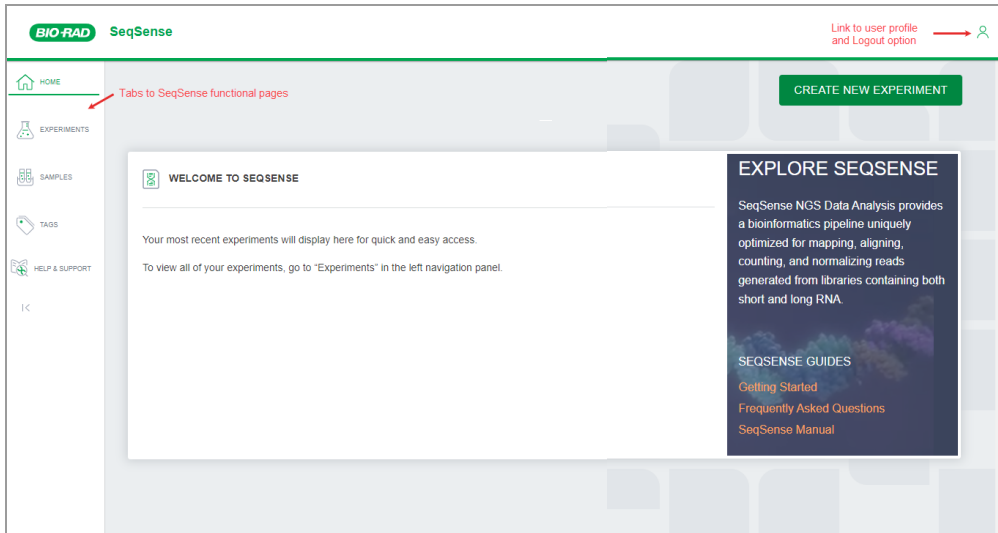 BIO-RAD
SeqSense
Link to user profile
and Logout option
HOME
Tabs to SeqSense functional pages
CREATE NEW EXPERIMENT
EXPERIMENTS
SAMPLES
TAGS
HELP & SUPPORT
WELCOME TO SEQSENSE
Your most recent experiments will display here for quick and easy access.
To view all of your experiments, go to “Experiments” in the left navigation panel.
EXPLORE SEQSENSE
SeqSense NGS Data Analysis provides
a bioinformatics pipeline uniquely
optimized for mapping, aligning,
counting, and normalizing reads
generated from libraries containing both
short and long RNA.
SEQSENSE GUIDES
Getting Started
Frequently Asked Questions
SeqSense Manual